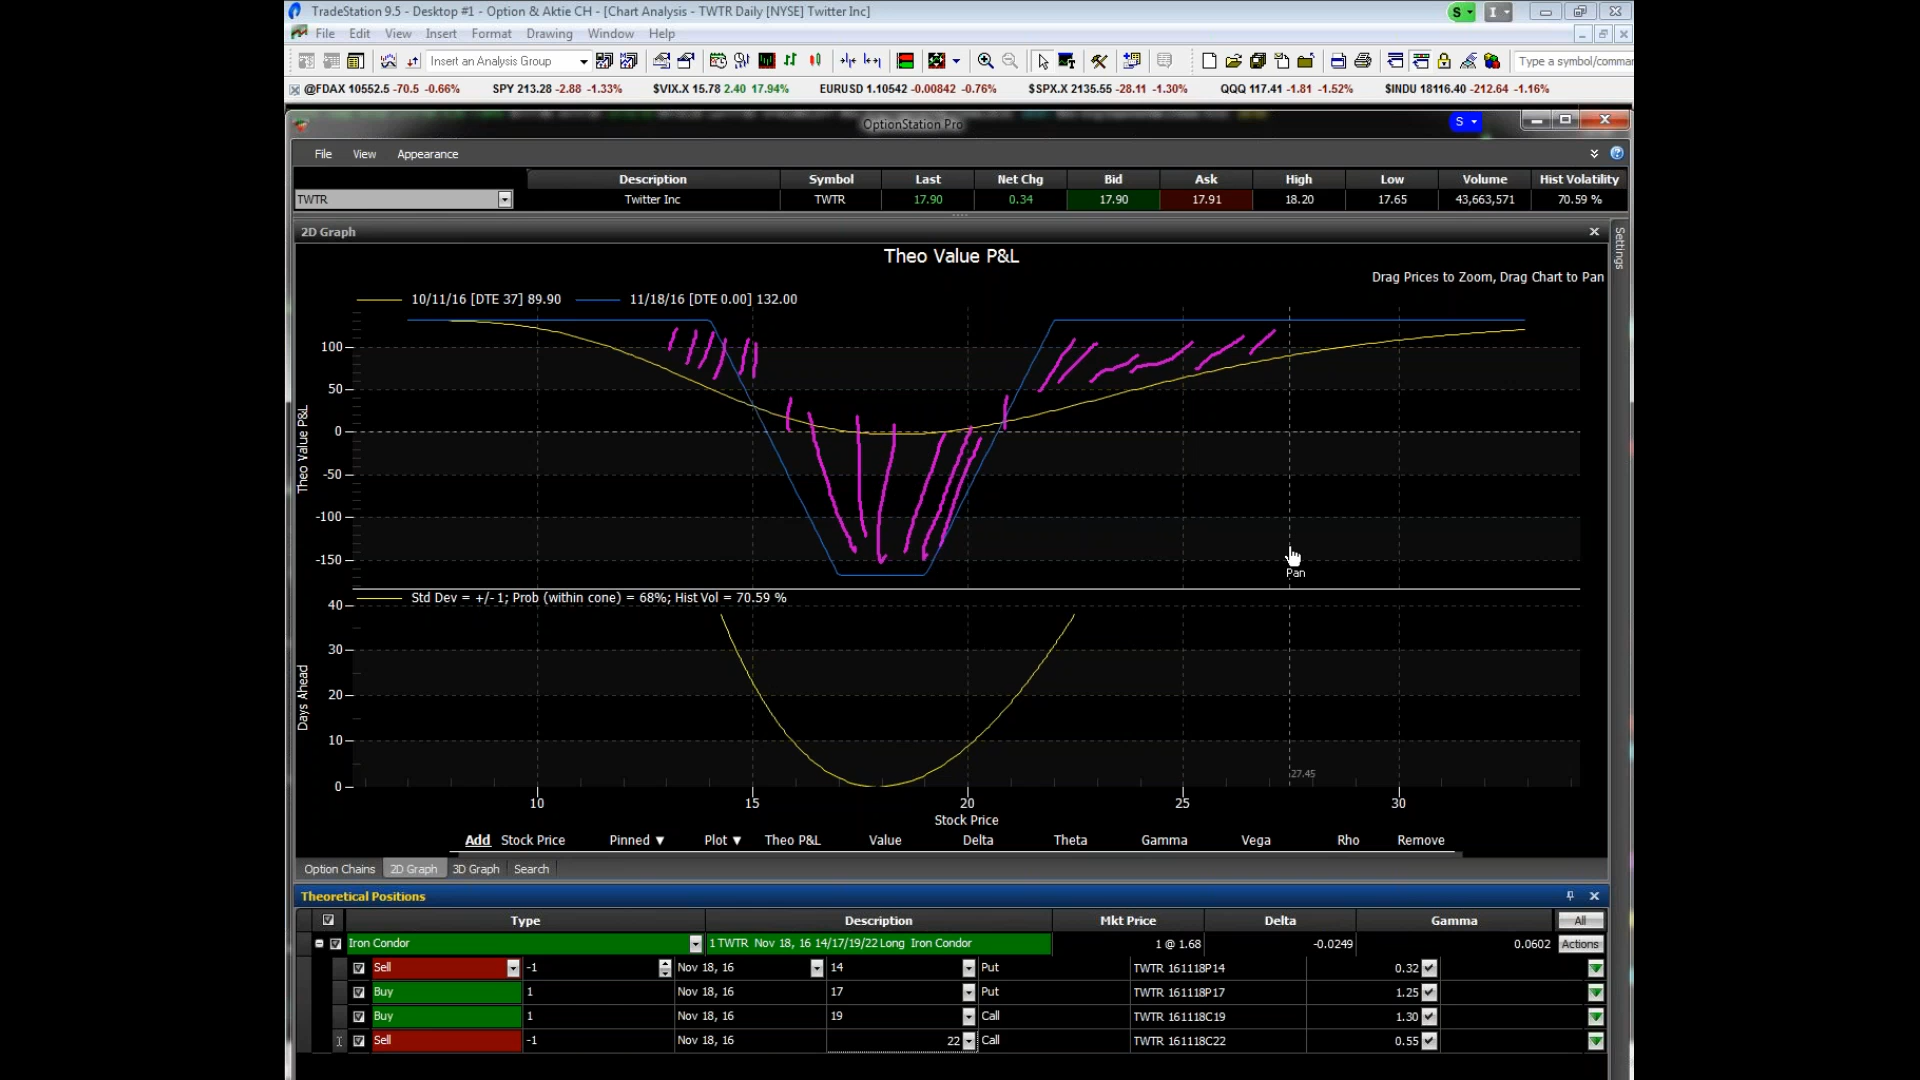 TradeStation 9.5 - Desktop #1 - Option & Aktie CH - [Chart Analysis - TWTR Daily [NYSE] Twitter Inc]
S
I
File Edit View Insert Format Drawing Window Help
Insert an Analysis Group
Type a symbol/comman
@FDAX 10552.5 -70.5 -0.66% SPY 213.28 -2.88 -1.33% $VIX.X 15.78 2.40 17.94% EURUSD 1.10542 -0.00842 -0.76% $SPX.X 2135.55 -28.11 -1.30% QQQ 117.41 -1.81 -1.52% $INDU 18116.40 -212.64 -1.16%
OptionStation Pro
S
File View Appearance
Description Symbol Last Net Chg Bid Ask High Low Volume Hist Volatility
TWTR Twitter Inc TWTR 17.90 0.34 17.90 17.91 18.20 17.65 43,663,571 70.59 %
2D Graph
Settings
Theo Value P&L
Drag Prices to Zoom, Drag Chart to Pan
10/11/16 [DTE 37] 89.90 11/18/16 [DTE 0.00] 132.00
100
50
0
-50
-100
-150
Theo Value P&L
Pan
Std Dev = +/- 1; Prob (within cone) = 68%; Hist Vol = 70.59 %
40
30
20
10
0
Days Ahead
27.45
10 15 20 25 30
Stock Price
Add Stock Price Pinned ▼ Plot ▼ Theo P&L Value Delta Theta Gamma Vega Rho Remove
Option Chains 2D Graph 3D Graph Search
Theoretical Positions
Type Description Mkt Price Delta Gamma All
Iron Condor 1 TWTR Nov 18, 16 14/17/19/22 Long Iron Condor 1 @ 1.68 -0.0249 0.0602 Actions
Sell -1 Nov 18, 16 14 Put TWTR 161118P14 0.32
Buy 1 Nov 18, 16 17 Put TWTR 161118P17 1.25
Buy 1 Nov 18, 16 19 Call TWTR 161118C19 1.30
Sell -1 Nov 18, 16 22 Call TWTR 161118C22 0.55